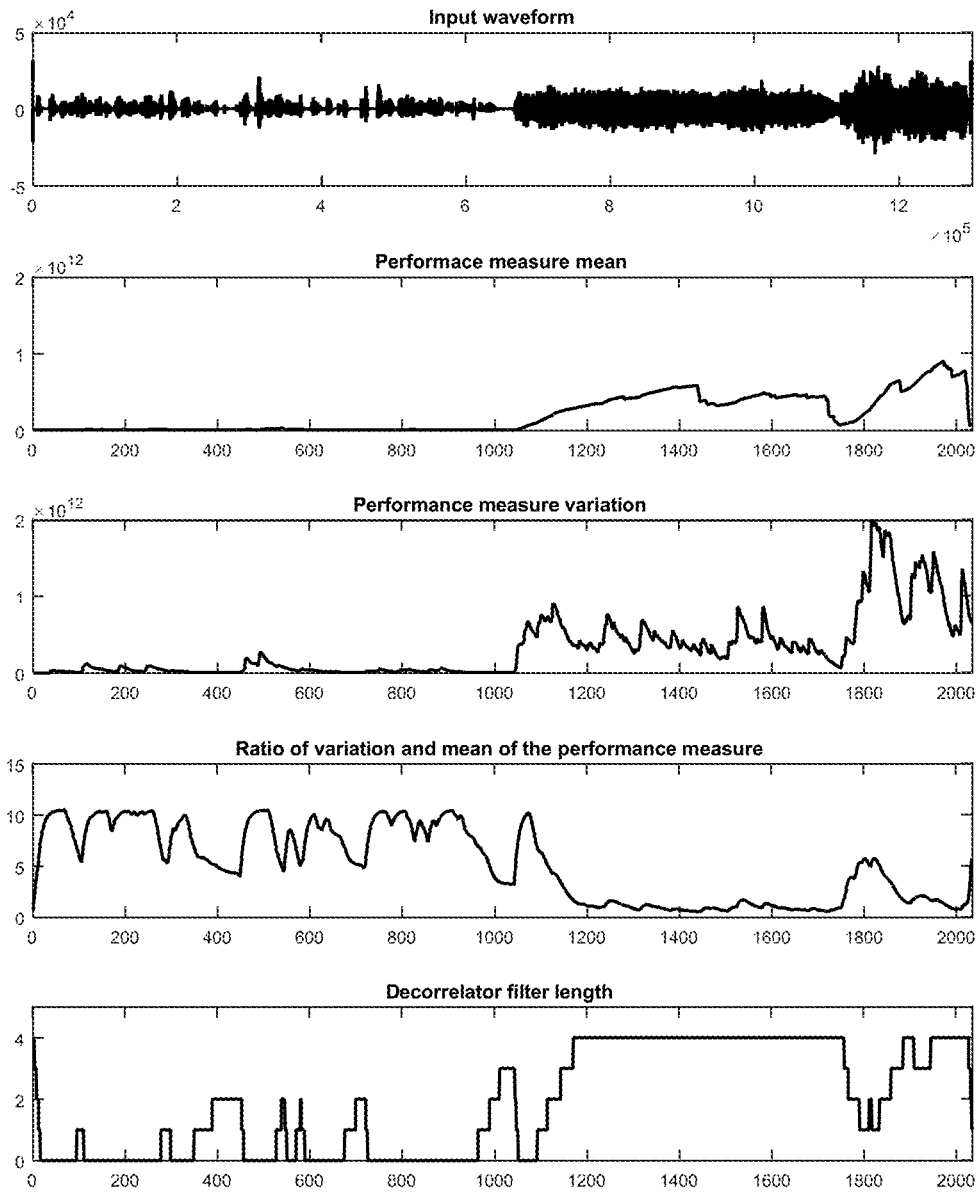 Input waveform
×10⁴
5
0
-5
0 2 4 6 8 10 12
×10⁵
Performace measure mean
×10¹²
2
1
0
0 200 400 600 800 1000 1200 1400 1600 1800 2000
Performance measure variation
×10¹²
2
1
0
0 200 400 600 800 1000 1200 1400 1600 1800 2000
Ratio of variation and mean of the performance measure
15
10
5
0
0 200 400 600 800 1000 1200 1400 1600 1800 2000
Decorrelator filter length
4
2
0
0 200 400 600 800 1000 1200 1400 1600 1800 2000